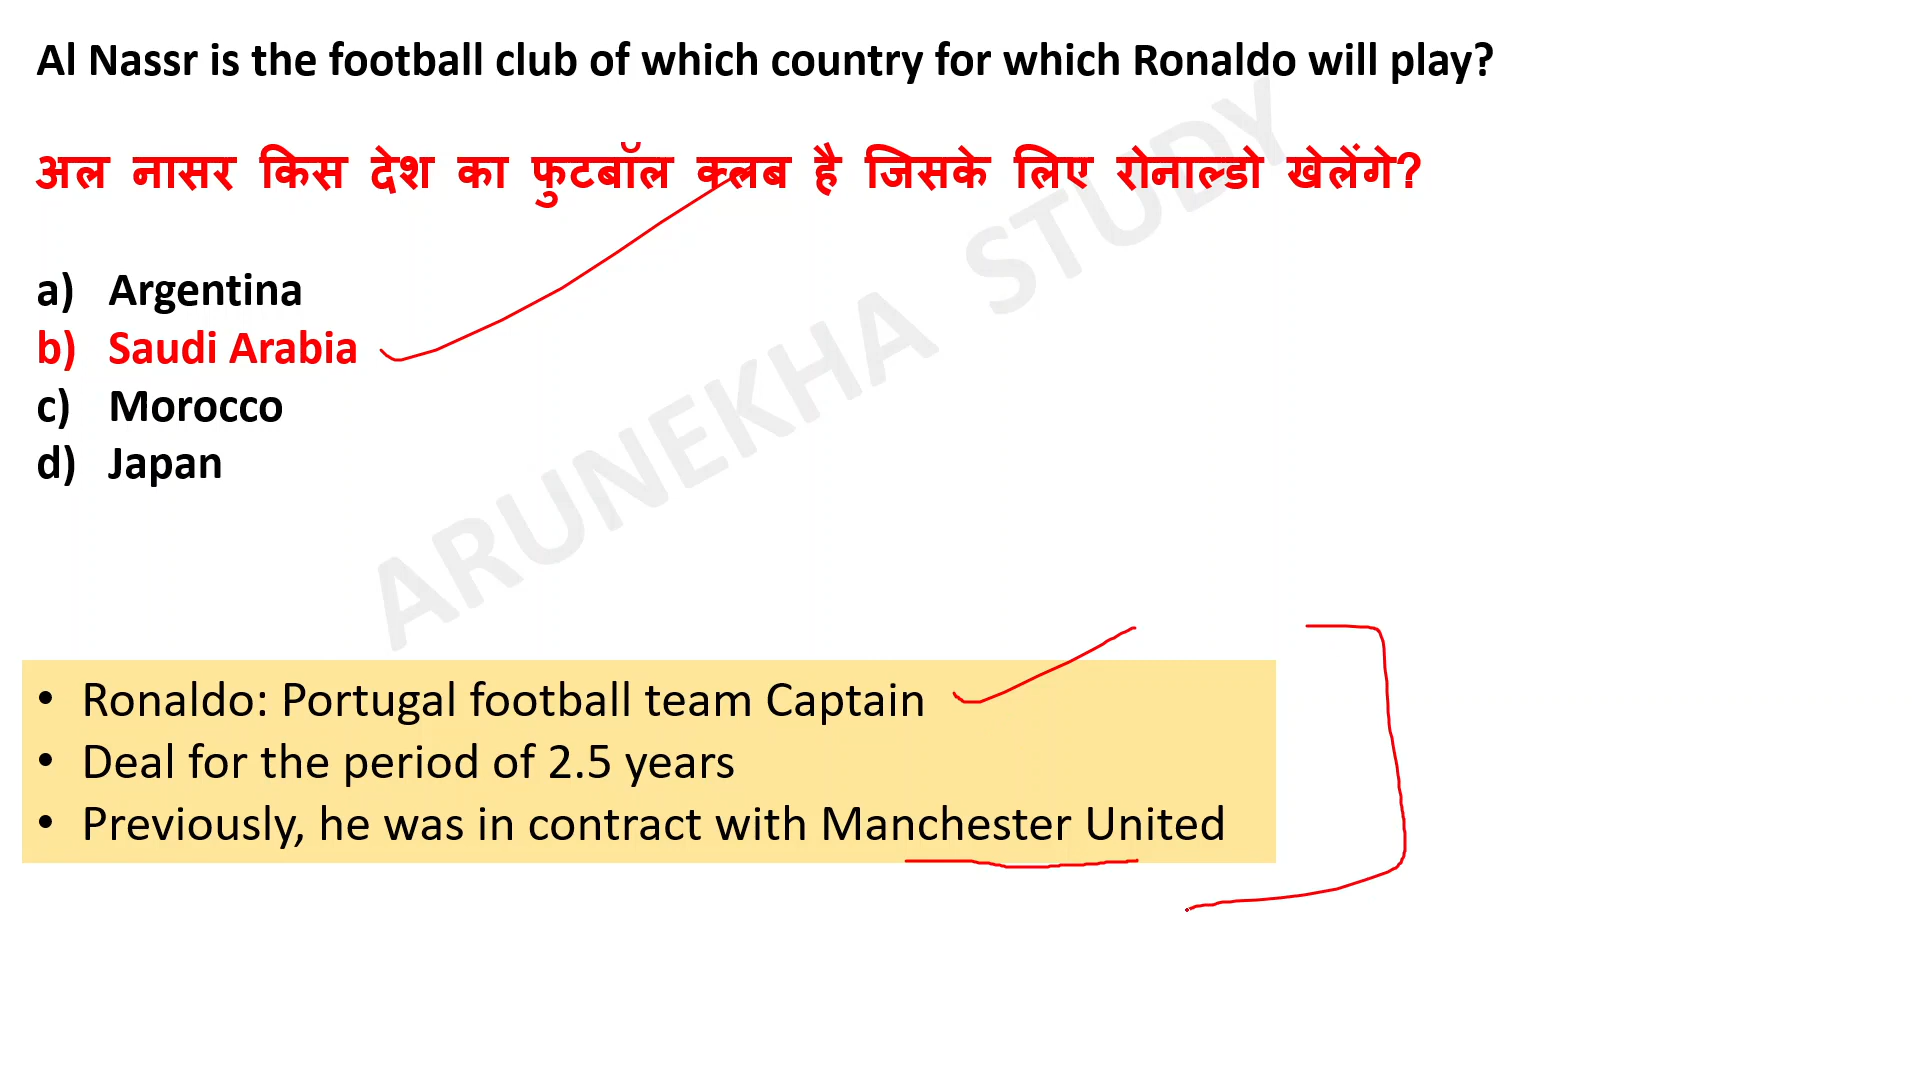 Al Nassr is the football club of which country for which Ronaldo will play?
अल नासर किस देश का फुटबॉल क्लब है जिसके लिए रोनाल्डो खेलेंगे?
a) Argentina
b) Saudi Arabia
c) Morocco
d) Japan
ARUNEKHA STUDY
• Ronaldo: Portugal football team Captain
• Deal for the period of 2.5 years
• Previously, he was in contract with Manchester United